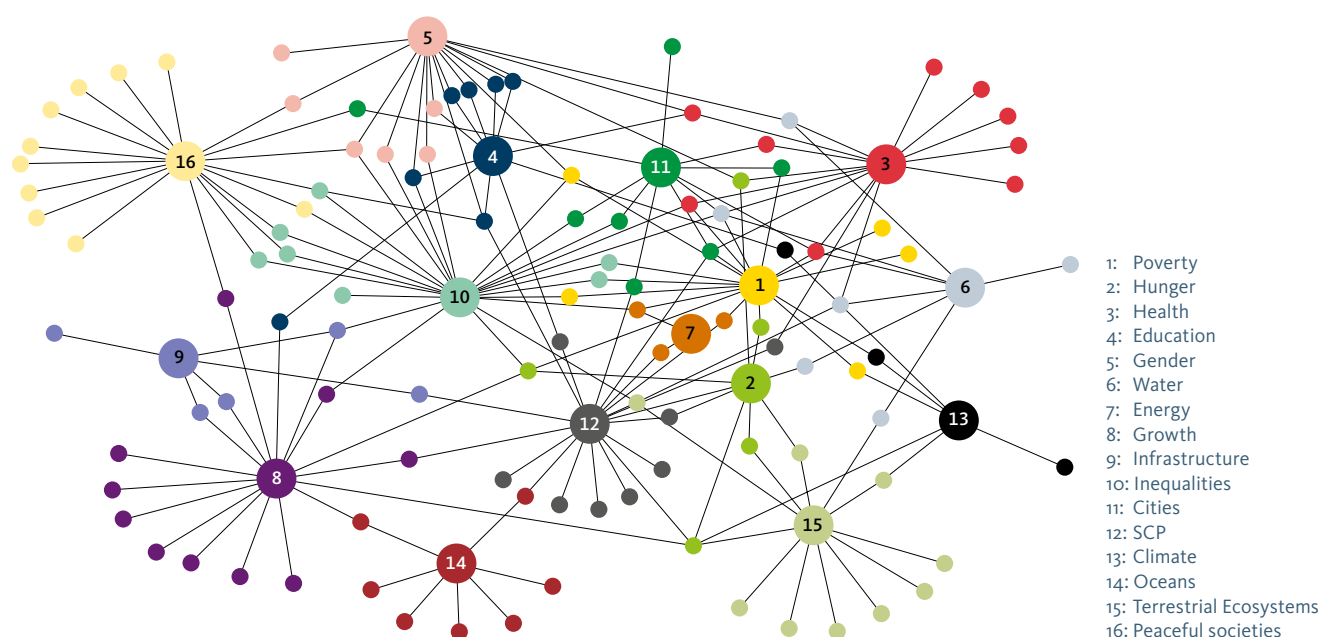 5
4
16
11
3
10
1
6
7
9
2
12
13
8
15
14
1: Poverty
2: Hunger
3: Health
4: Education
5: Gender
6: Water
7: Energy
8: Growth
9: Infrastructure
10: Inequalities
11: Cities
12: SCP
13: Climate
14: Oceans
15: Terrestrial Ecosystems
16: Peaceful societies